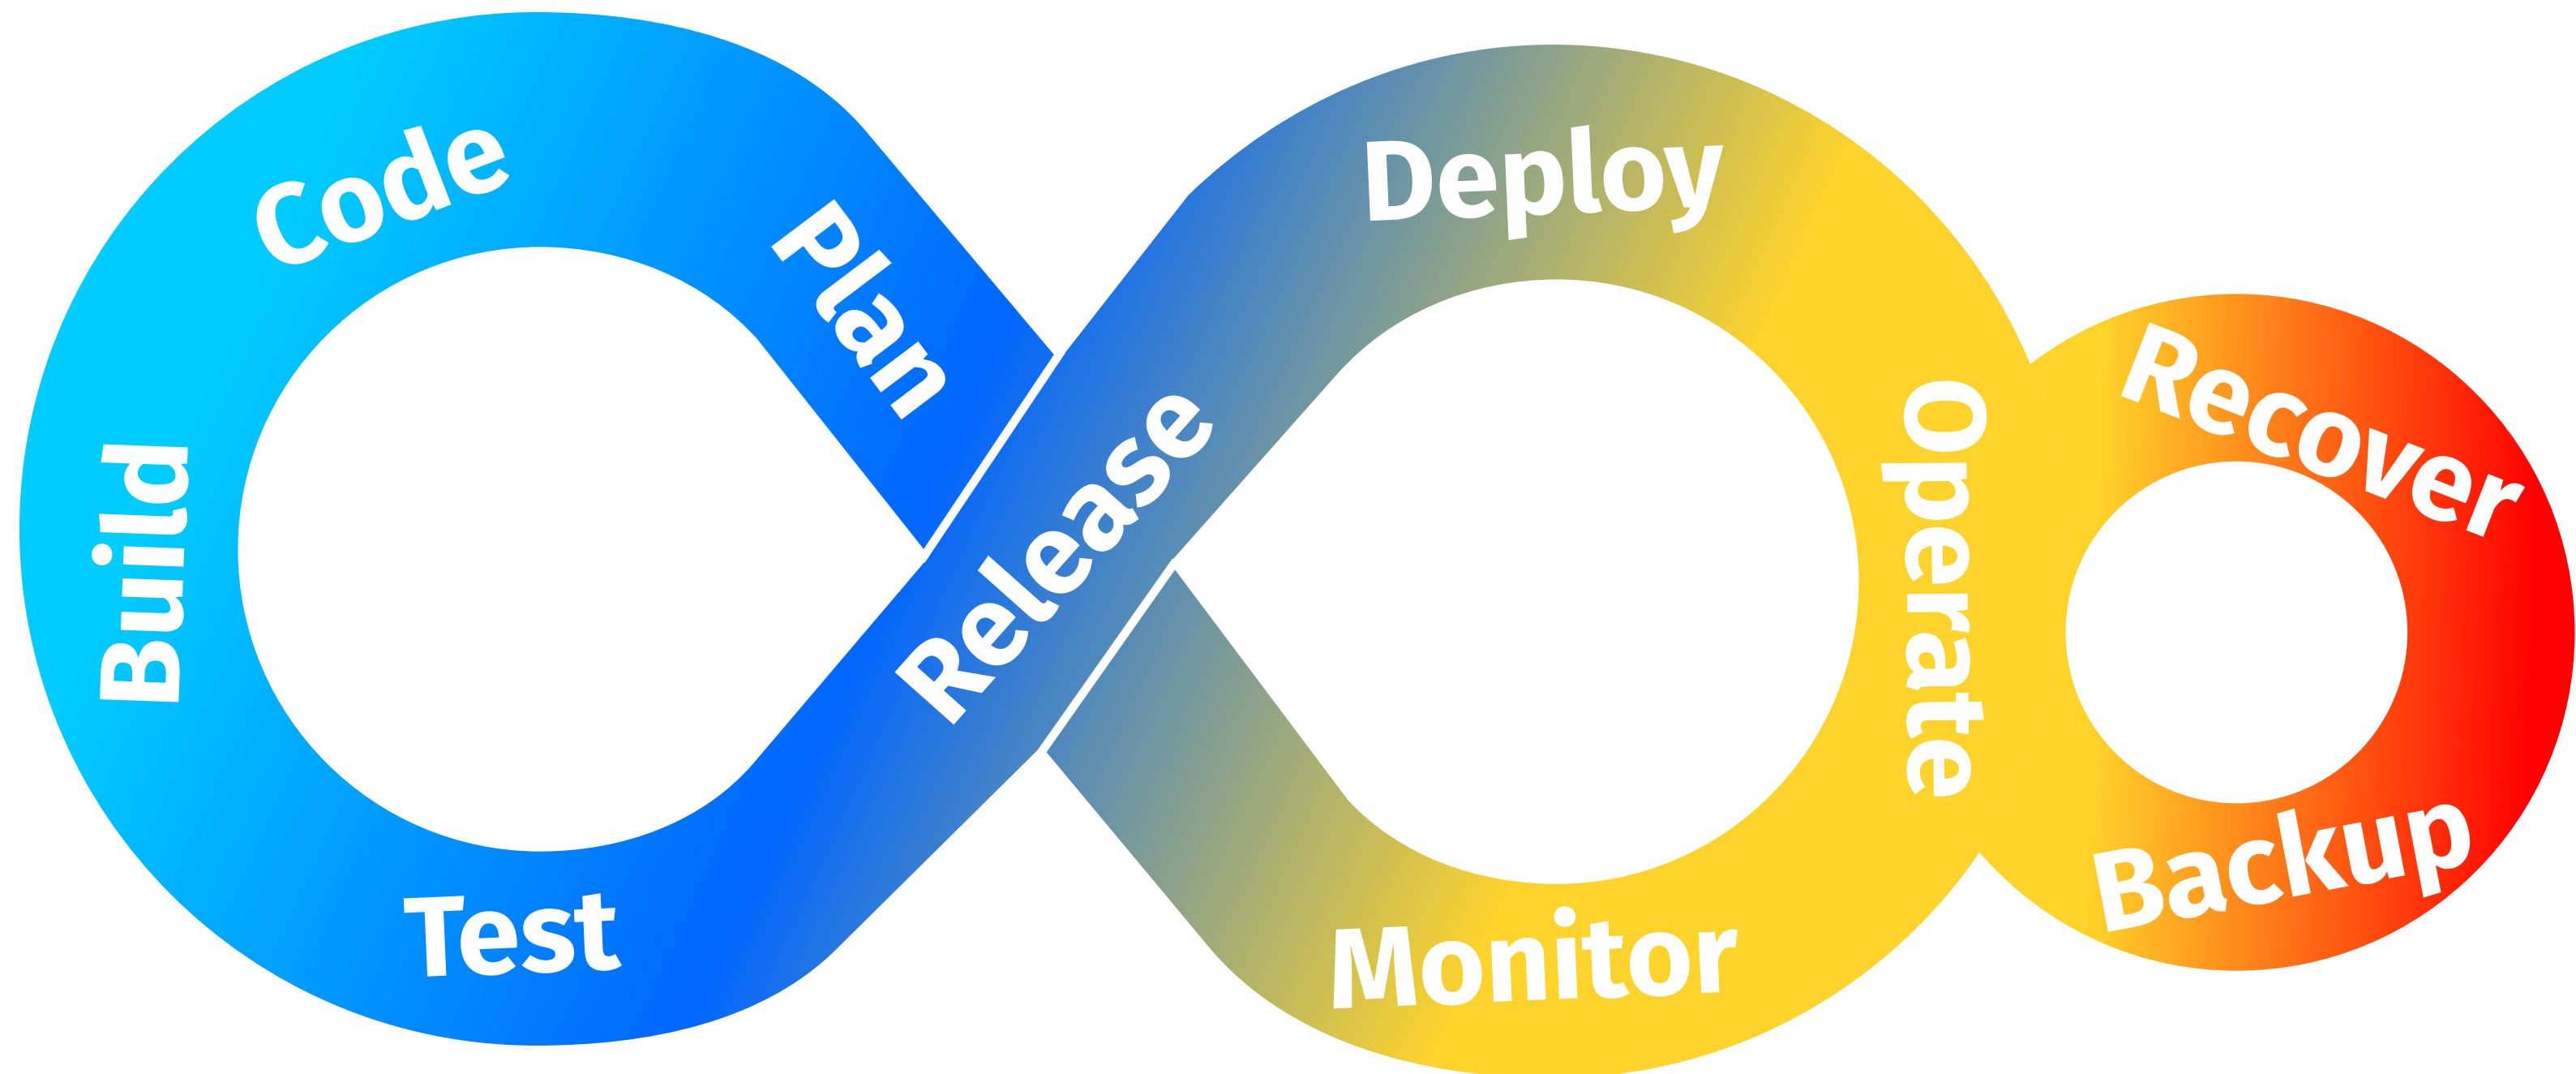 Plan
Code
Build
Test
Release
Deploy
Operate
Monitor
Recover
Backup